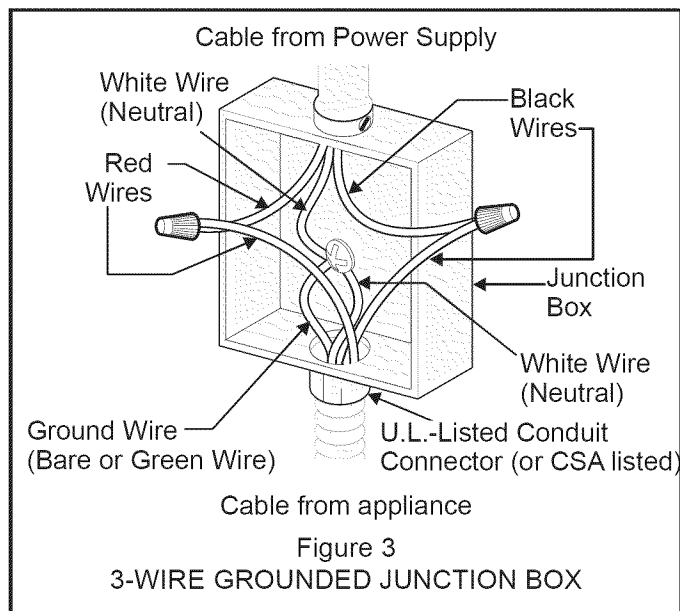 Cable from Power Supply
White Wire
(Neutral)
Black
Wires
Red
Wires
Junction
Box
White Wire
(Neutral)
Ground Wire
(Bare or Green Wire)
U.L.-Listed Conduit
Connector (or CSA listed)
Cable from appliance
Figure 3
3-WIRE GROUNDED JUNCTION BOX